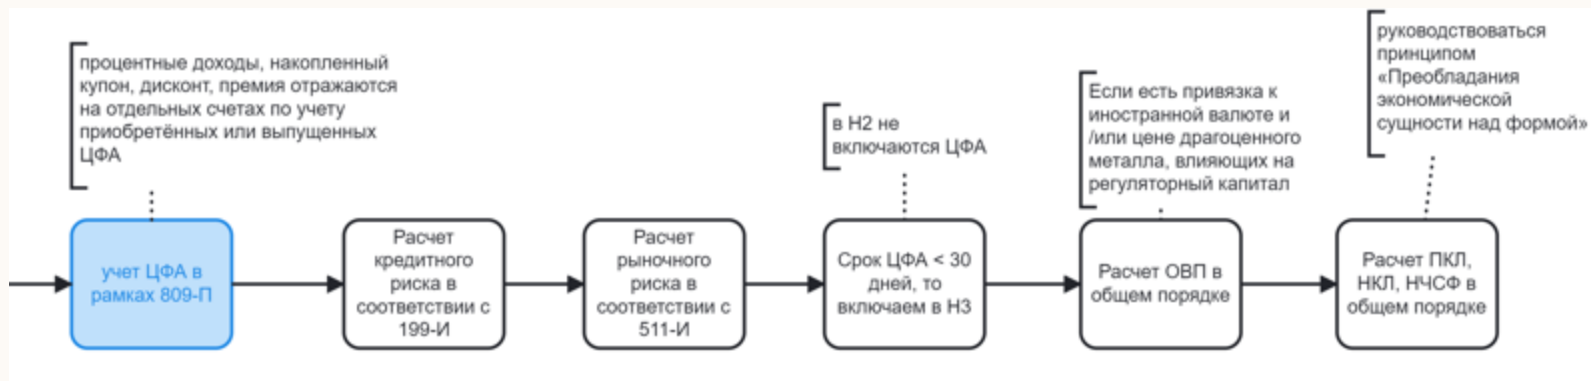 процентные доходы, накопленный
купон, дисконт, премия отражаются
на отдельных счетах по учету
приобретённых или выпущенных
ЦФА
учет ЦФА в
рамках 809-П
Расчет
кредитного
риска в
соответствии с
199-И
Расчет
рыночного
риска в
соответствии с
511-И
в Н2 не
включаются ЦФА
Срок ЦФА < 30
дней, то
включаем в Н3
Если есть привязка к
иностранной валюте и
/или цене драгоценного
металла, влияющих на
регуляторный капитал
Расчет ОВП в
общем порядке
руководствоваться
принципом
«Преобладания
экономической
сущности над формой»
Расчет ПКЛ,
НКЛ, НЧСФ в
общем порядке